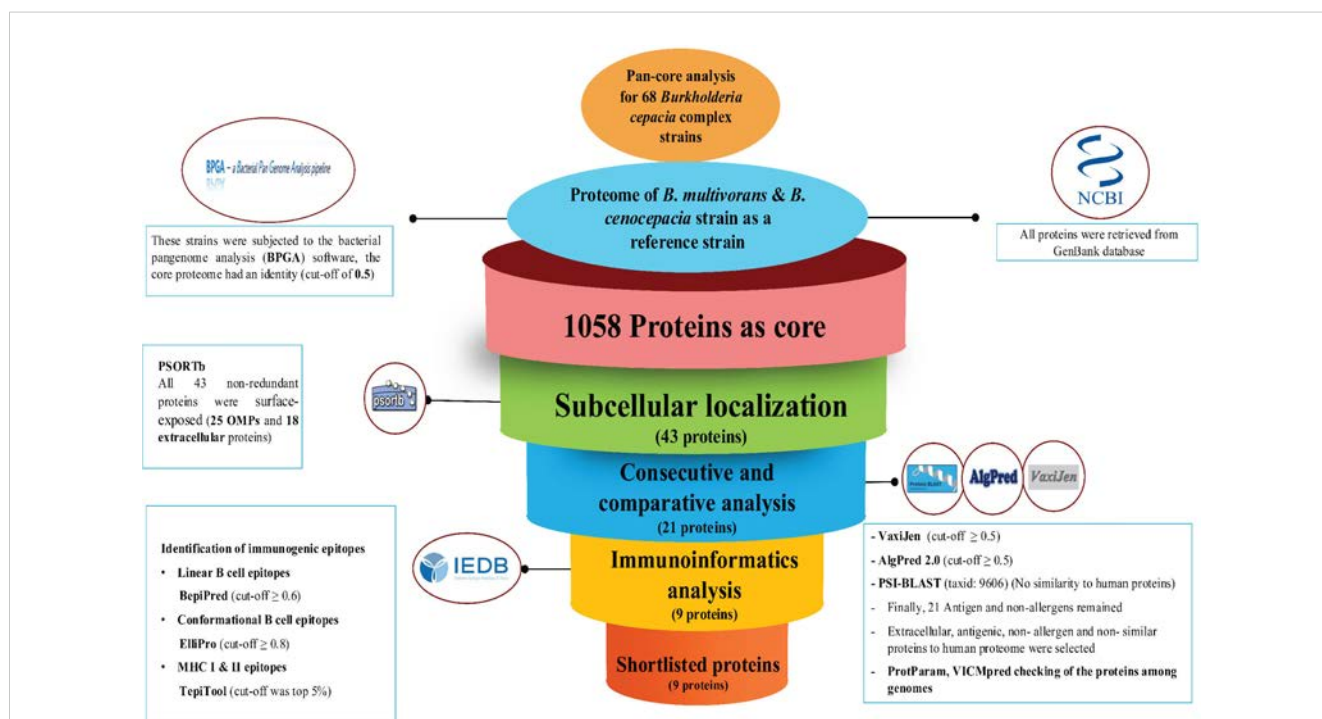 Pan-core analysis
for 68 Burkholderia
cepacia complex
strains
BPGA – a Bacterial Pan Genome Analysis pipeline
NCBI
Proteome of B. multivorans & B.
cenocepacia strain as a
reference strain
These strains were subjected to the bacterial
pangenome analysis (BPGA) software, the
core proteome had an identity (cut-off of 0.5)
All proteins were retrieved from
GenBank database
1058 Proteins as core
PSORTb
All 43 non-redundant
proteins were surface-
exposed (25 OMPs and 18
extracellular proteins)
psortb
Subcellular localization
(43 proteins)
Consecutive and
comparative analysis
(21 proteins)
BLAST
AlgPred
VaxiJen
Identification of immunogenic epitopes
• Linear B cell epitopes
BepiPred (cut-off ≥ 0.6)
• Conformational B cell epitopes
ElliPro (cut-off ≥ 0.8)
• MHC I & II epitopes
TepiTool (cut-off was top 5%)
IEDB
Immunoinformatics
analysis
(9 proteins)
Shortlisted proteins
(9 proteins)
- VaxiJen (cut-off ≥ 0.5)
- AlgPred 2.0 (cut-off ≥ 0.5)
- PSI-BLAST (taxid: 9606) (No similarity to human proteins)
- Finally, 21 Antigen and non-allergens remained
- Extracellular, antigenic, non- allergen and non- similar
proteins to human proteome were selected
- ProtParam, VICMpred checking of the proteins among
genomes